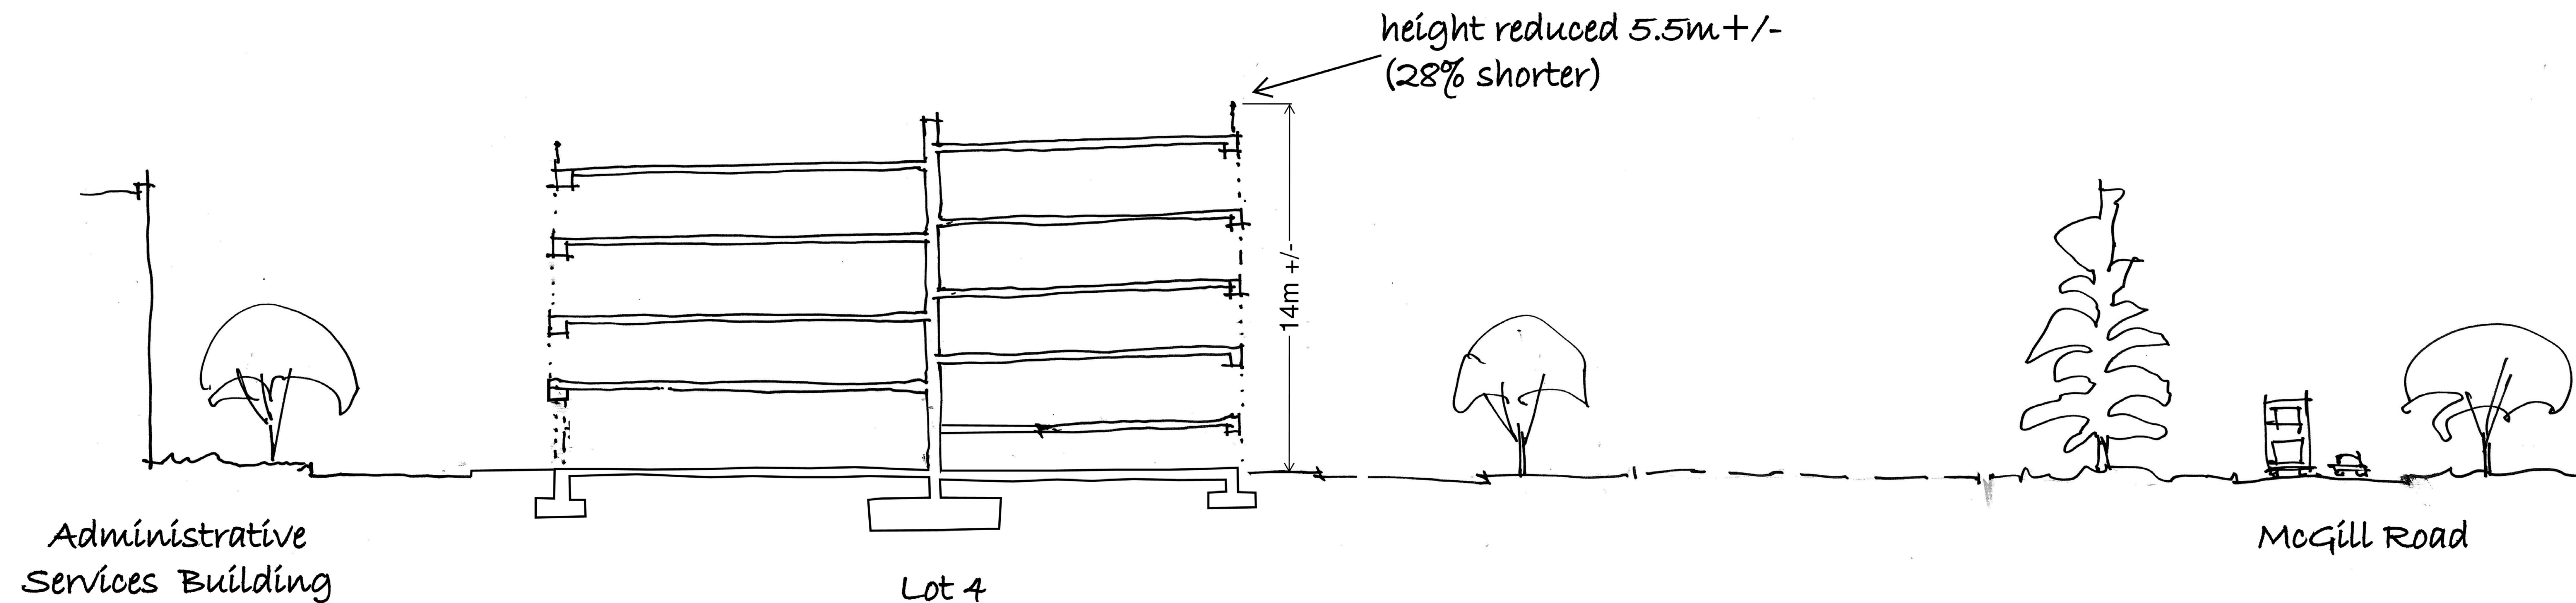 height reduced 5.5m+/-
(28% shorter)
14m +/-
Administrative
Services Building
Lot 4
McGill Road